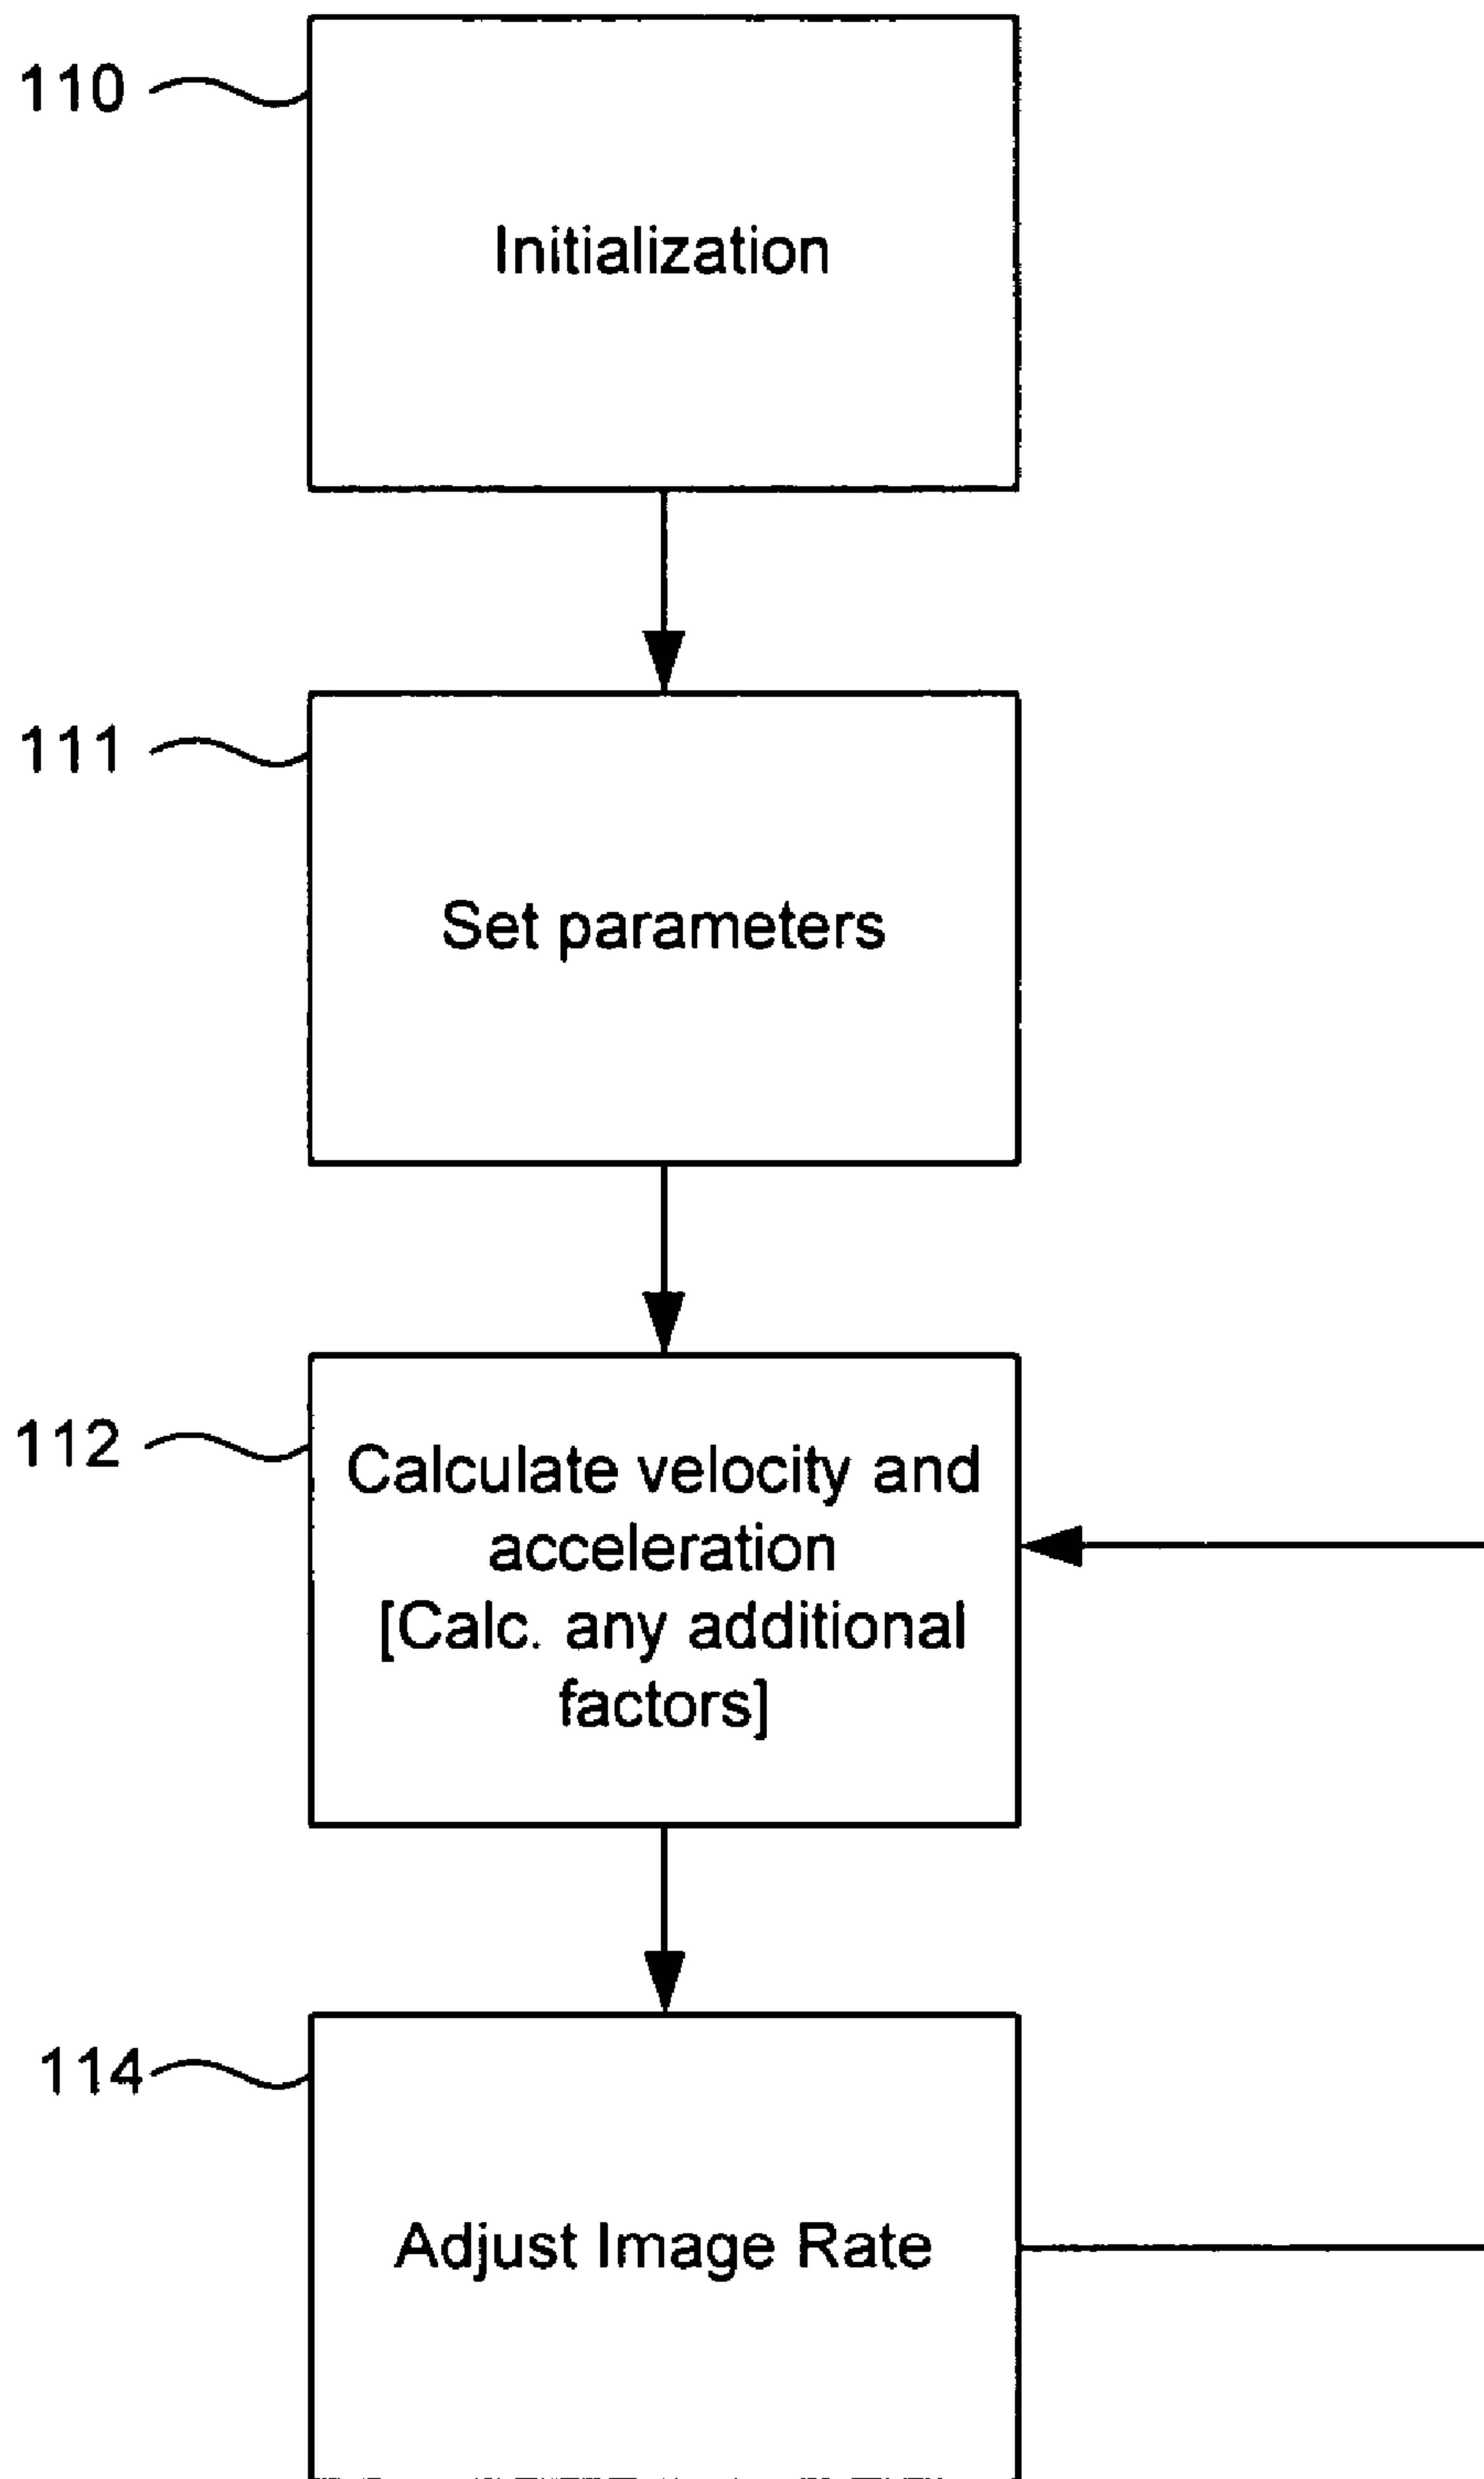 110
Initialization
111
Set parameters
112
Calculate velocity and
acceleration
[Calc. any additional
factors]
114
Adjust Image Rate